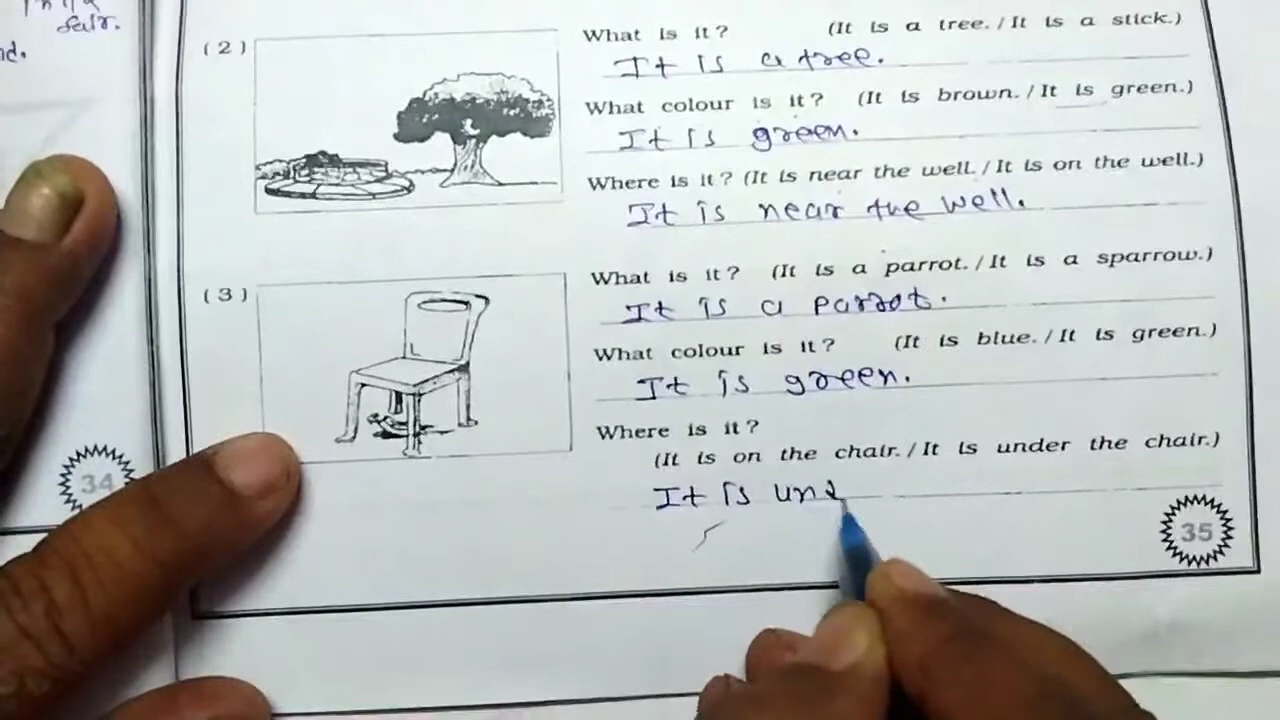 fair.
nd.
(2)
What is it? (It is a tree. / It is a stick.)
It is a tree.
What colour is it? (It is brown. / It is green.)
It is green.
Where is it? (It is near the well. / It is on the well.)
It is near the well.
(3)
What is it? (It is a parrot. / It is a sparrow.)
It is a parrot.
What colour is it? (It is blue. / It is green.)
It is green.
Where is it?
(It is on the chair. / It is under the chair.)
It is und
34
35